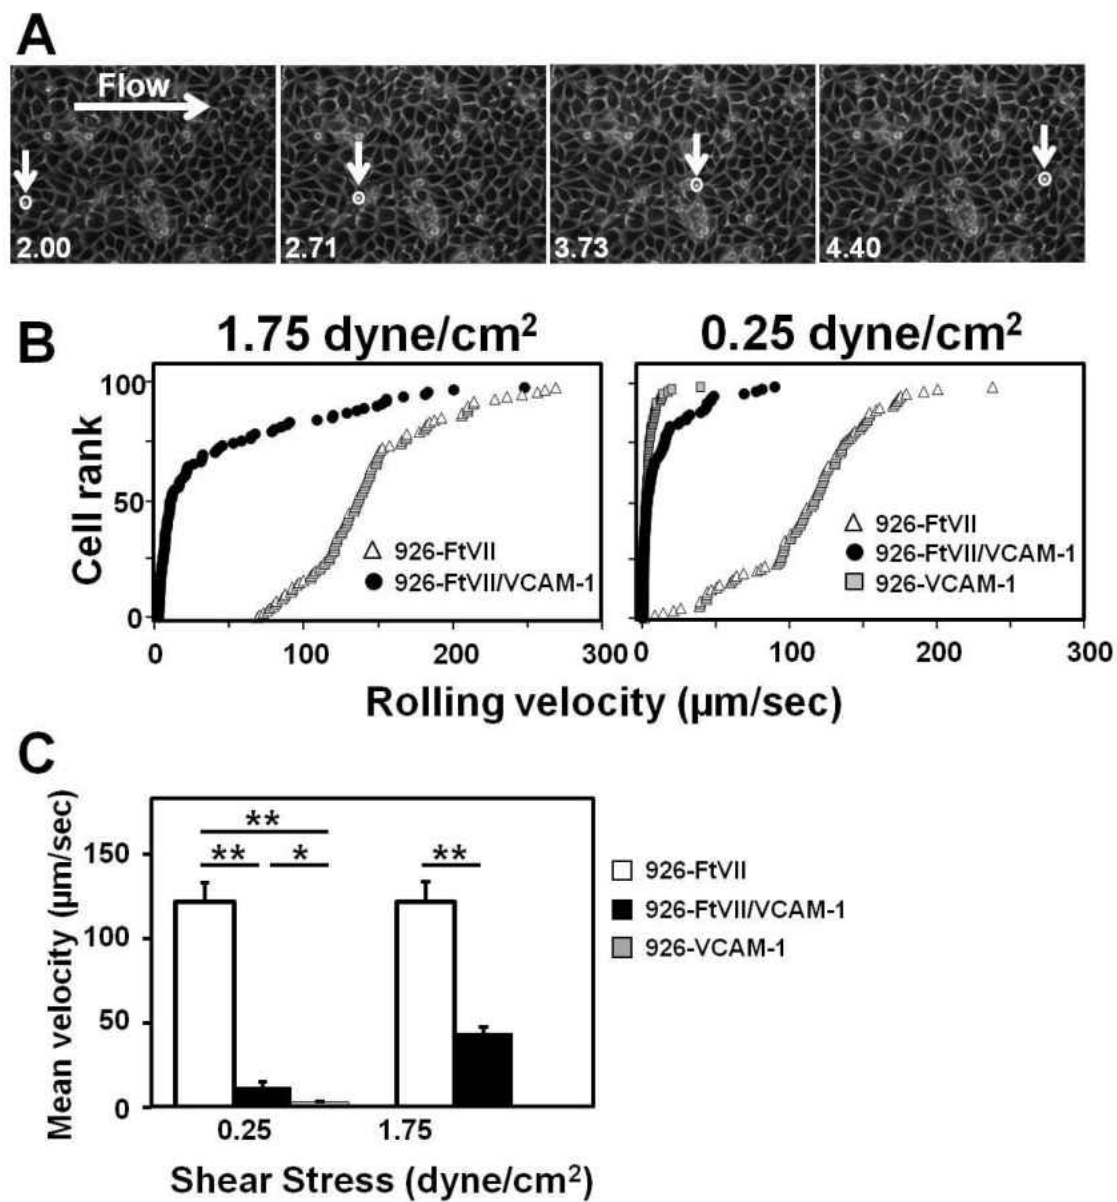 A
Flow
2.00
2.71
3.73
4.40
B
1.75 dyne/cm²
0.25 dyne/cm²
Cell rank
100
50
0
926-FtVII
926-FtVII/VCAM-1
926-FtVII
926-FtVII/VCAM-1
926-VCAM-1
0 100 200 300
0 100 200 300
Rolling velocity (µm/sec)
C
Mean velocity (µm/sec)
150
100
50
0
**
** *
**
926-FtVII
926-FtVII/VCAM-1
926-VCAM-1
0.25 1.75
Shear Stress (dyne/cm²)